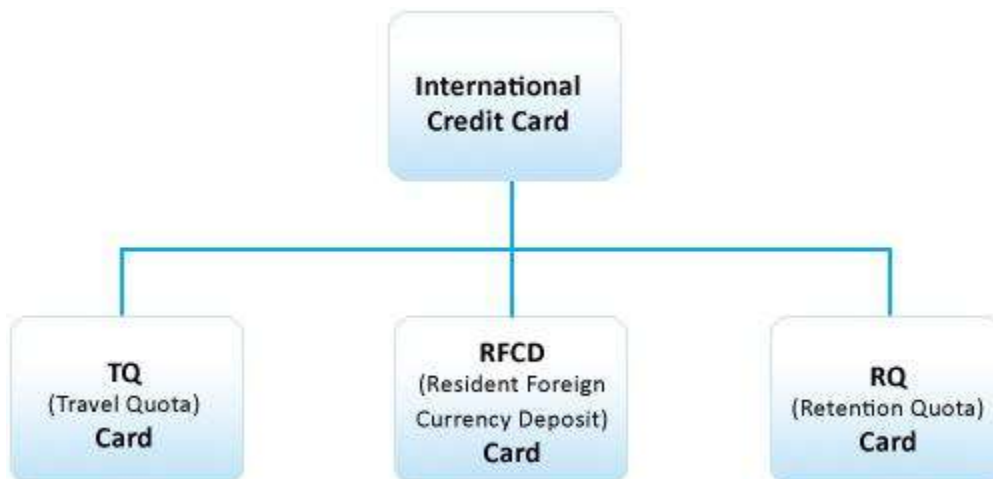 International
Credit Card
TQ
(Travel Quota)
Card
RFCD
(Resident Foreign
Currency Deposit)
Card
RQ
(Retention Quota)
Card